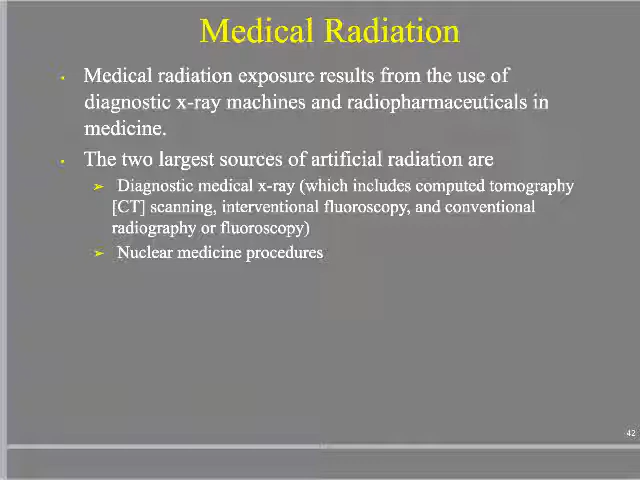 Medical Radiation
• Medical radiation exposure results from the use of
diagnostic x-ray machines and radiopharmaceuticals in
medicine.
• The two largest sources of artificial radiation are
➢ Diagnostic medical x-ray (which includes computed tomography
[CT] scanning, interventional fluoroscopy, and conventional
radiography or fluoroscopy)
➢ Nuclear medicine procedures
42